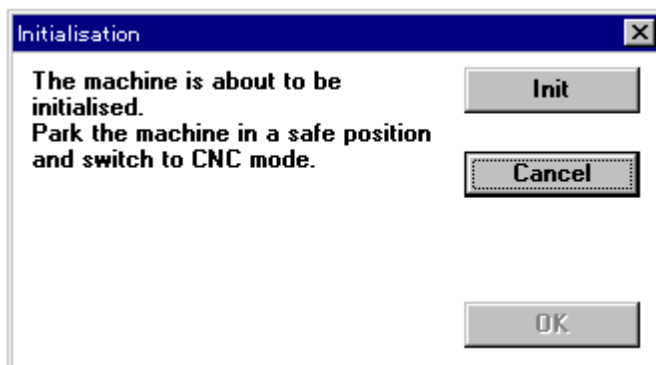 Initialisation
The machine is about to be
initialised.
Park the machine in a safe position
and switch to CNC mode.
Init
Cancel
OK